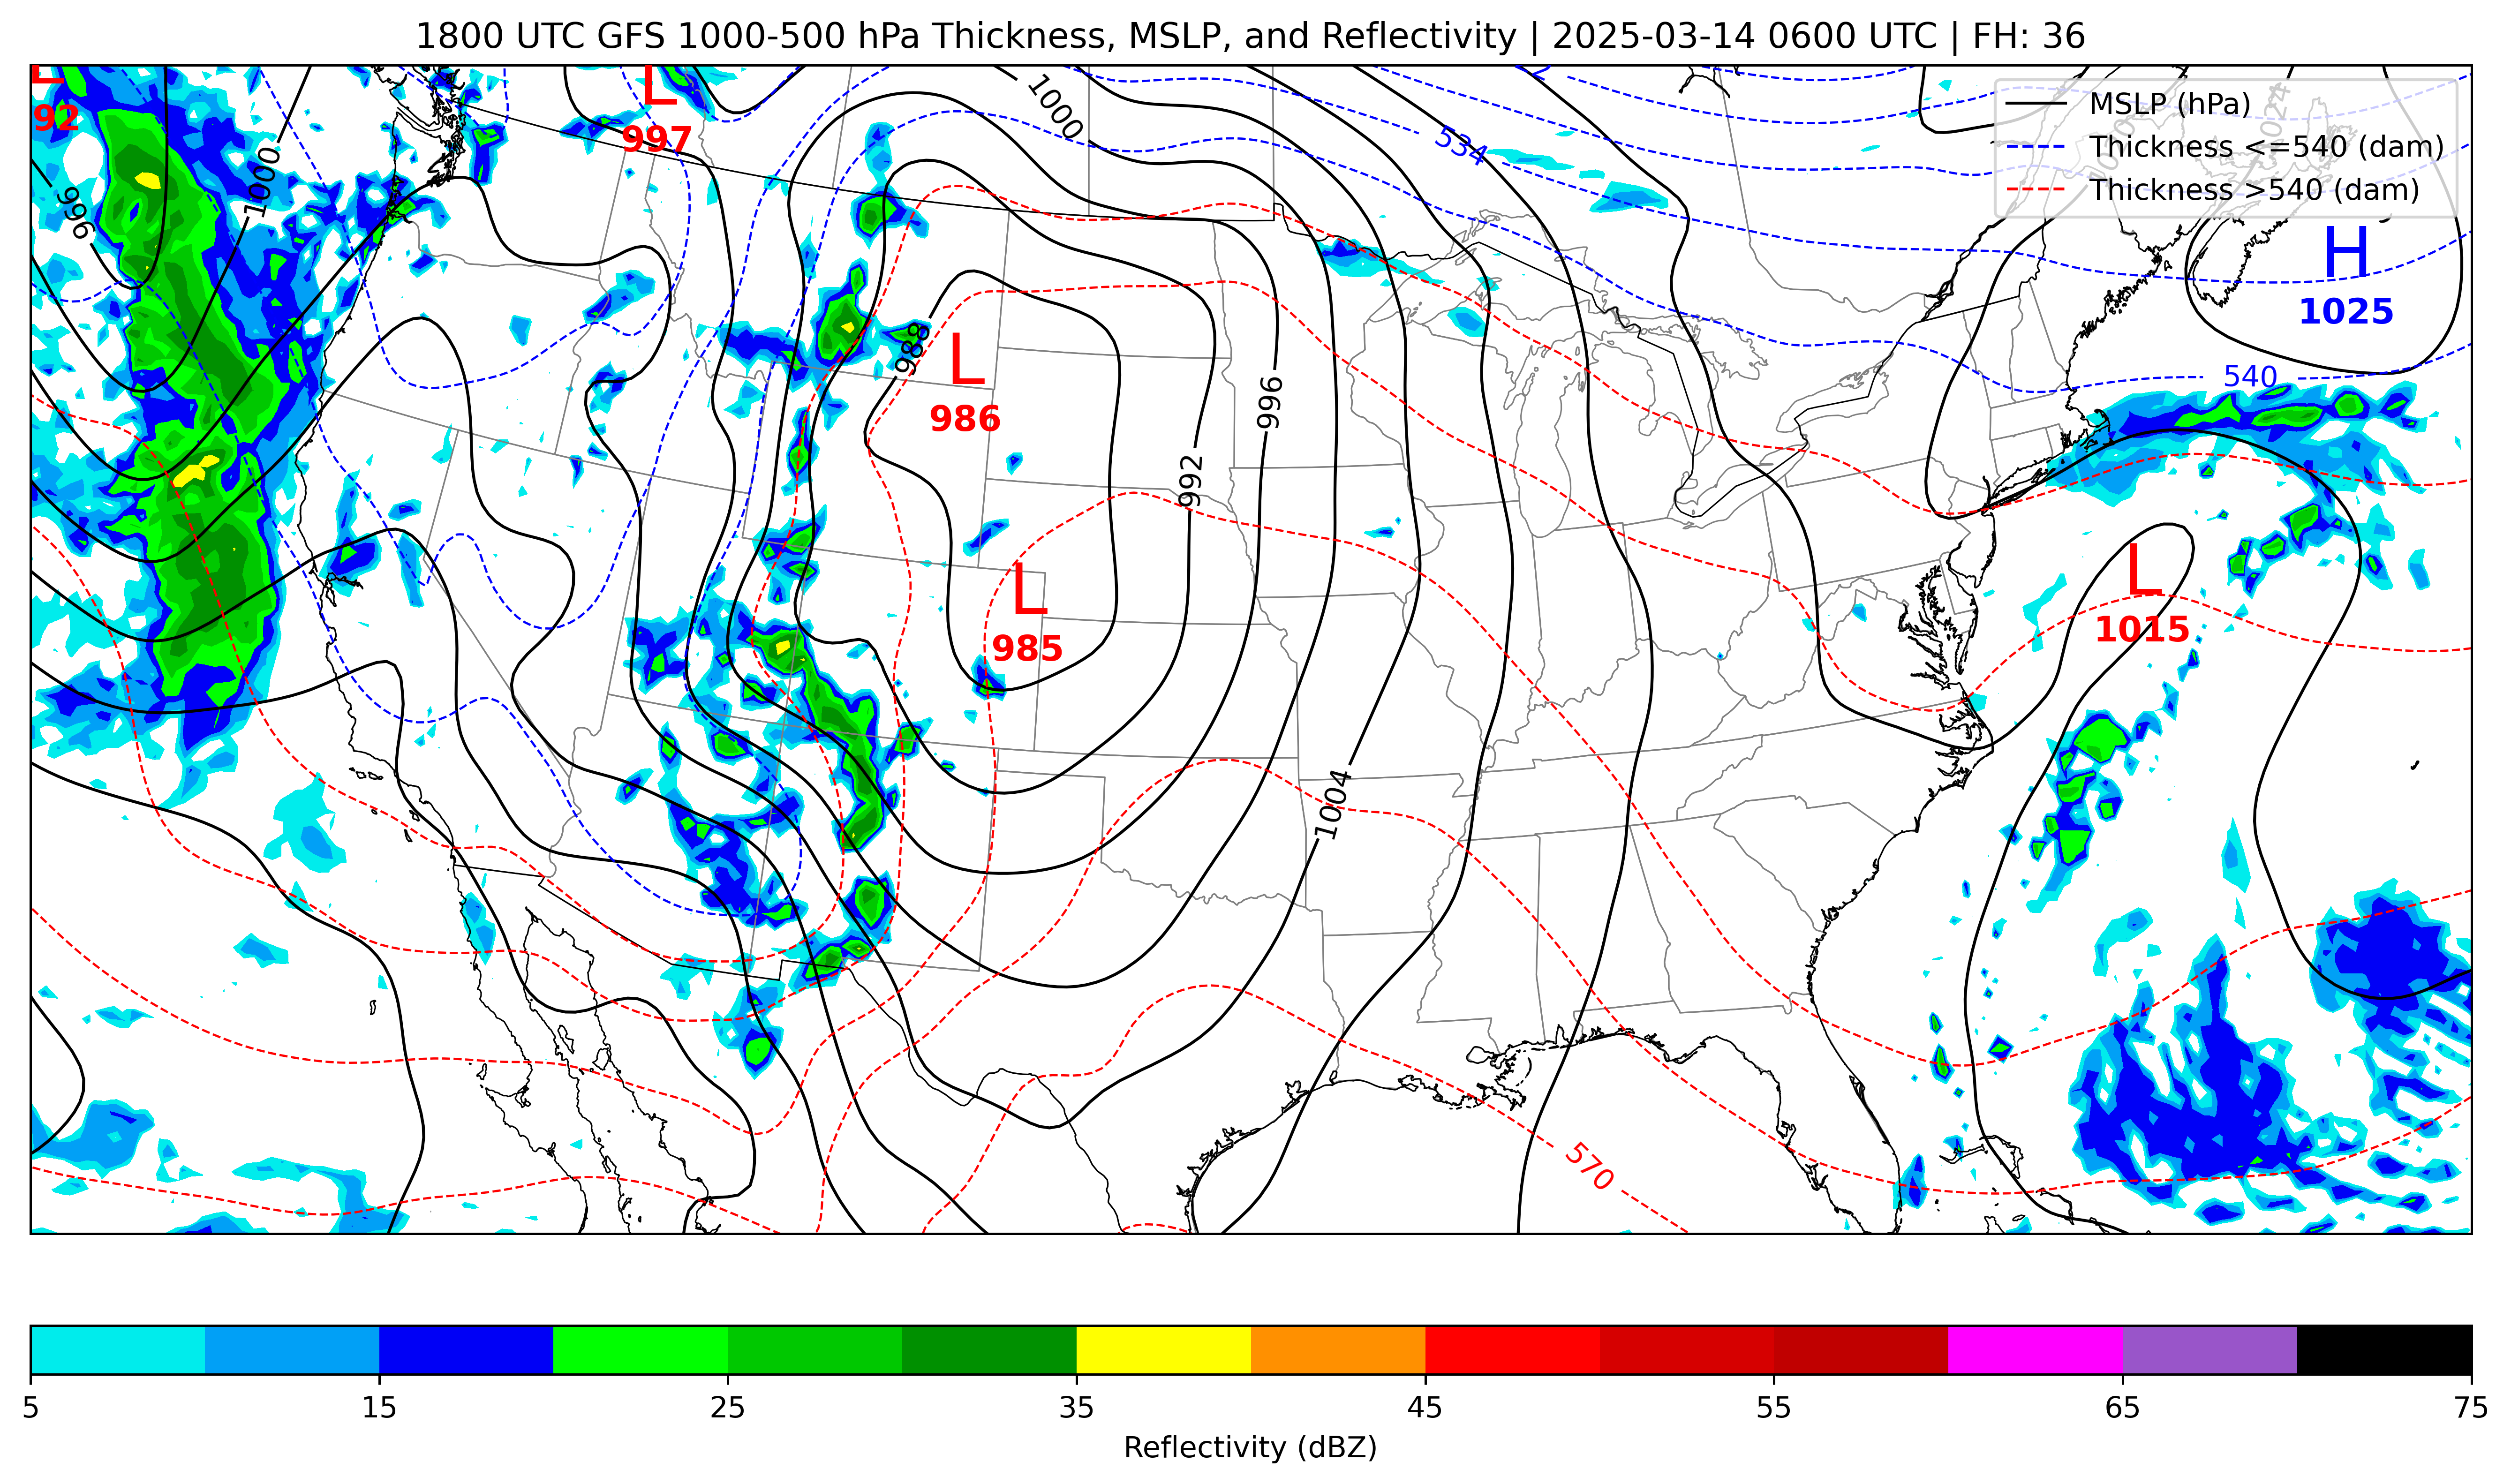 1800 UTC GFS 1000-500 hPa Thickness, MSLP, and Reflectivity | 2025-03-14 0600 UTC | FH: 36
L
92
L
997
1000
1000
996
534
1024
MSLP (hPa)
Thickness <=540 (dam)
Thickness >540 (dam)
H
1025
988
L
986
996
992
540
L
985
L
1015
1004
570
5
15
25
35
45
55
65
75
Reflectivity (dBZ)